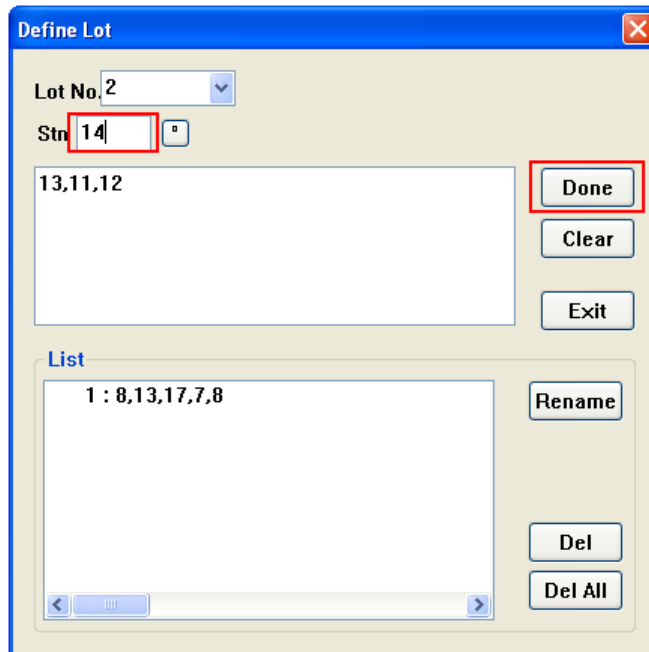 Define Lot
Lot No. 2
Stn 14
13,11,12
Done
Clear
Exit
List
1 : 8,13,17,7,8
Rename
Del
Del All